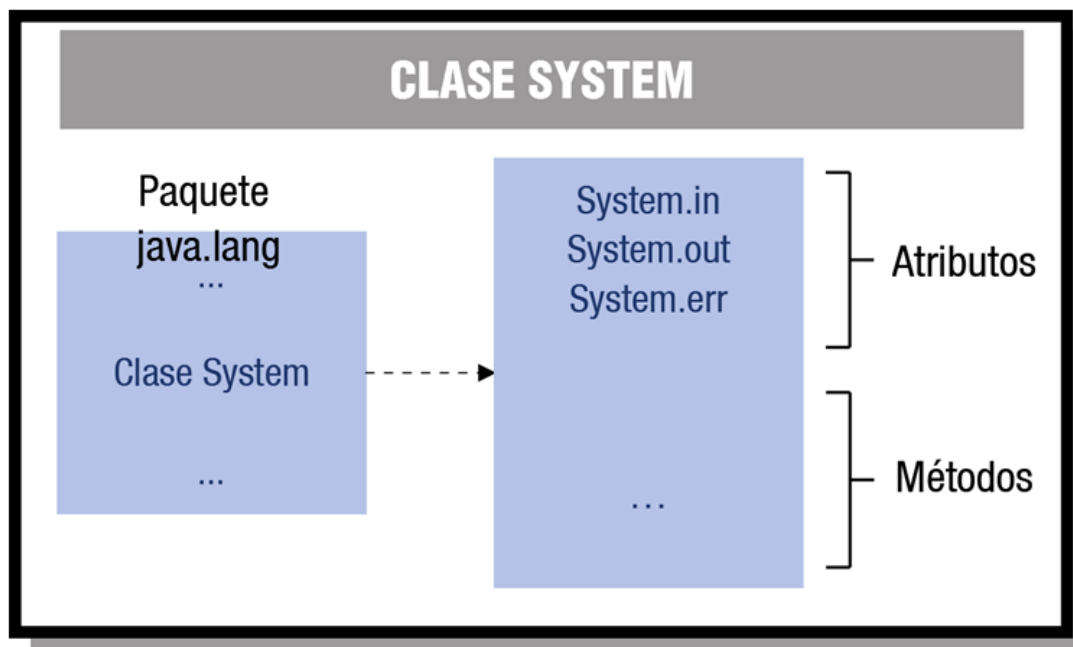 CLASE SYSTEM
Paquete
java.lang
...
Clase System
...
System.in
System.out
System.err
...
Atributos
Métodos